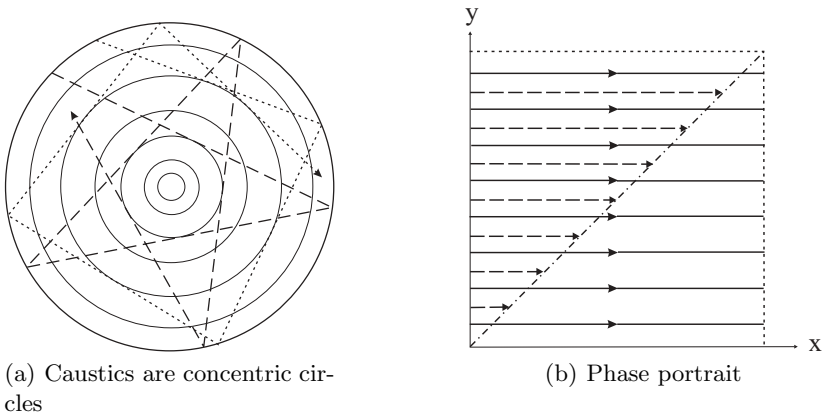 y
x
(a) Caustics are concentric cir-
cles
(b) Phase portrait